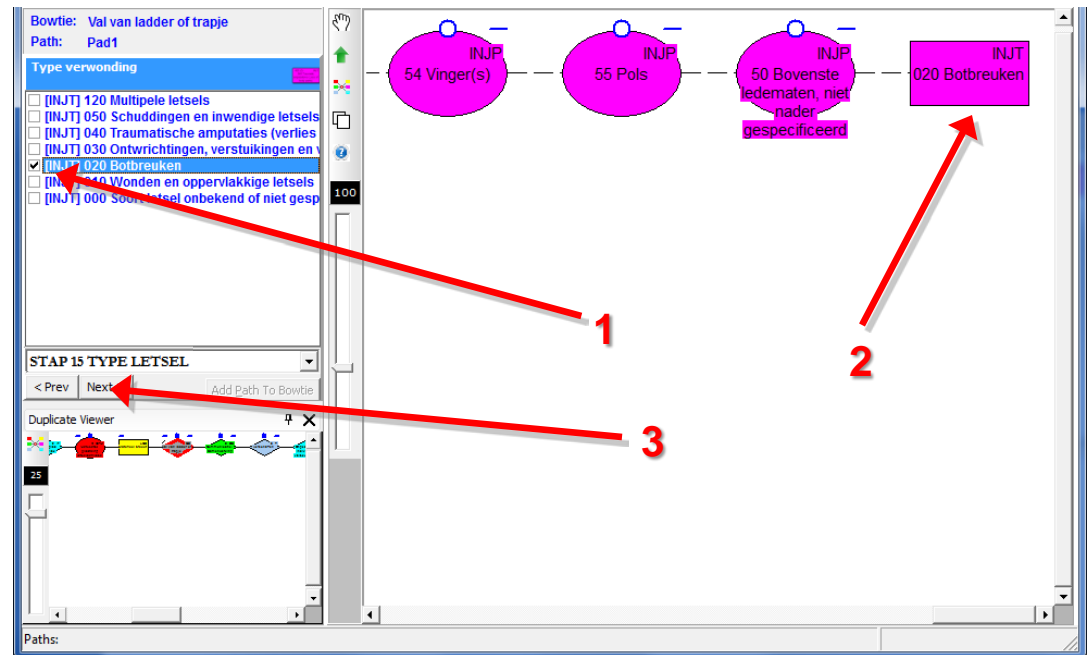 Bowtie: Val van ladder of trapje
Path: Pad1
Type verwonding
[INJT] 120 Multipele letsels
[INJT] 050 Schuddingen en inwendige letsels
[INJT] 040 Traumatische amputaties (verlies
[INJT] 030 Ontwrichtingen, verstuikingen en v
[INJT] 020 Botbreuken
[INJT] 010 Wonden en oppervlakkige letsels
[INJT] 000 Soort letsel onbekend of niet gesp
STAP 15 TYPE LETSEL
< Prev Next
Add Path To Bowtie
Duplicate Viewer
25
Paths:
100
INJP
54 Vinger(s)
INJP
55 Pols
INJP
50 Bovenste
ledematen, niet
nader
gespecificeerd
INJT
020 Botbreuken
1
2
3